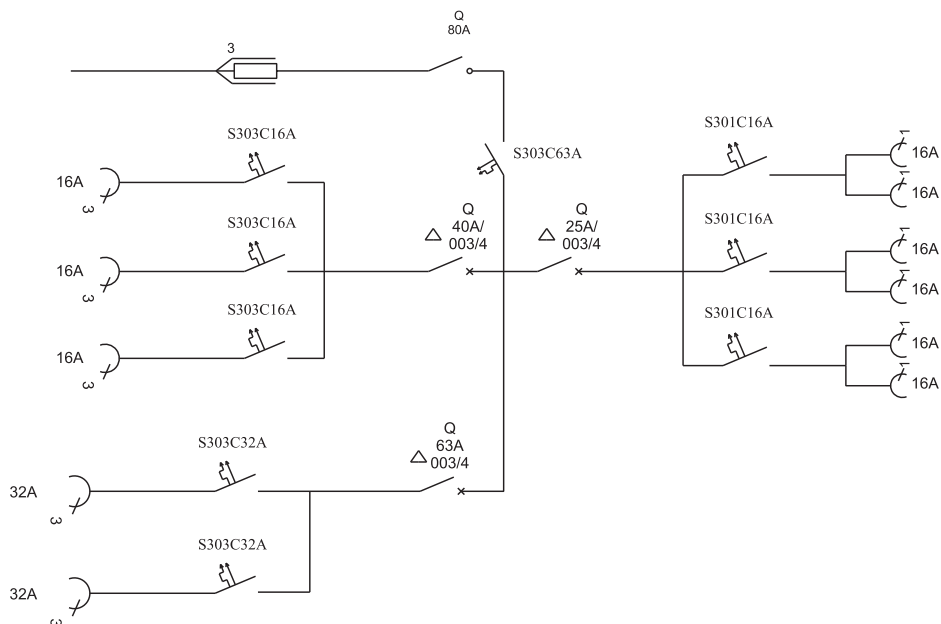 Q
80A
3
S303C16A
S303C63A
S301C16A
16A
3
16A
1
16A
1
S303C16A
16A
3
Q
40A/
003/4
Q
25A/
003/4
S301C16A
16A
1
16A
1
S303C16A
16A
3
S301C16A
16A
1
16A
1
S303C32A
32A
3
Q
63A
003/4
S303C32A
32A
3